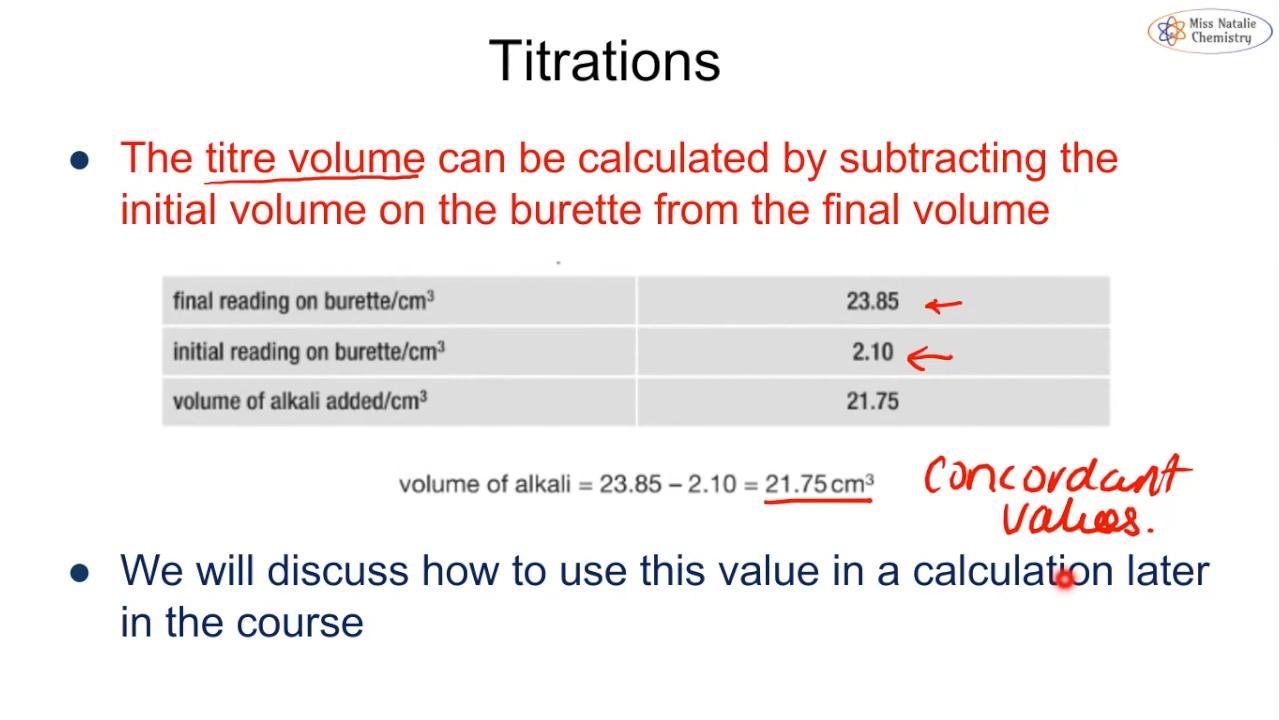 Miss Natalie
Chemistry
Titrations
● The titre volume can be calculated by subtracting the
initial volume on the burette from the final volume
final reading on burette/cm³ 23.85
initial reading on burette/cm³ 2.10
volume of alkali added/cm³ 21.75
volume of alkali = 23.85 – 2.10 = 21.75 cm³
Concordant
values.
● We will discuss how to use this value in a calculation later
in the course